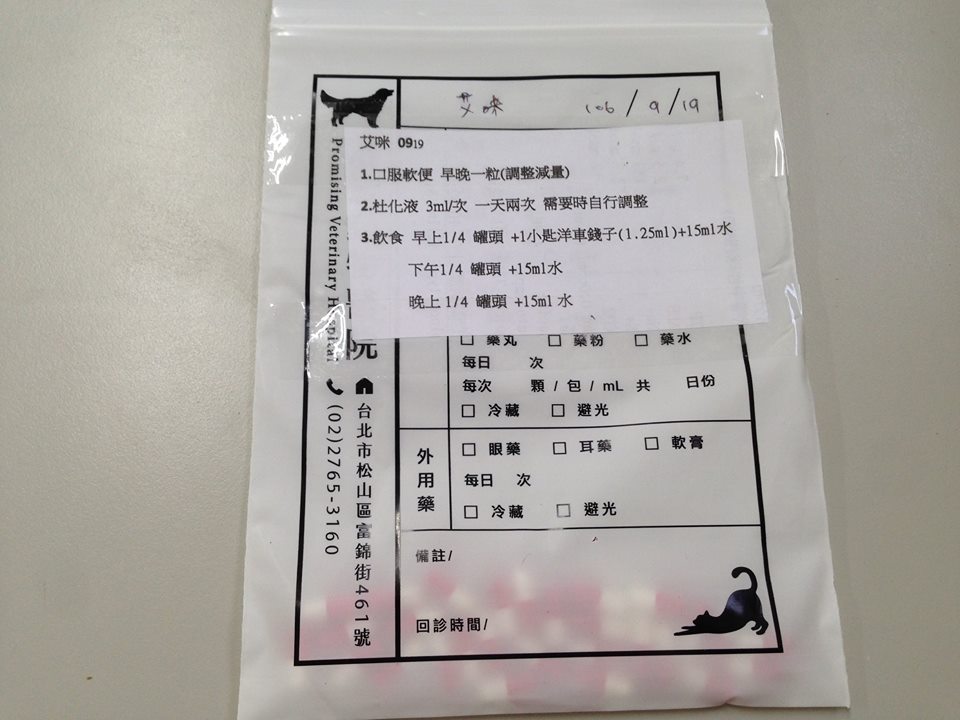 艾咪 106/9/19
艾咪 0919
1.口服軟便 早晚一粒(調整減量)
2.杜化液 3ml/次 一天兩次 需要時自行調整
3.飲食 早上1/4 罐頭 +1小匙洋車錢子(1.25ml)+15ml水
下午1/4 罐頭 +15ml水
晚上1/4 罐頭 +15ml 水
Promising Veterinary Hospital
院
台北市松山區富錦街461號
(02)2765-3160
□ 藥丸 □ 藥粉 □ 藥水
每日 次
每次 顆 / 包 / mL 共 日份
□ 冷藏 □ 避光
外用藥
□ 眼藥 □ 耳藥 □ 軟膏
每日 次
□ 冷藏 □ 避光
備註/
回診時間/